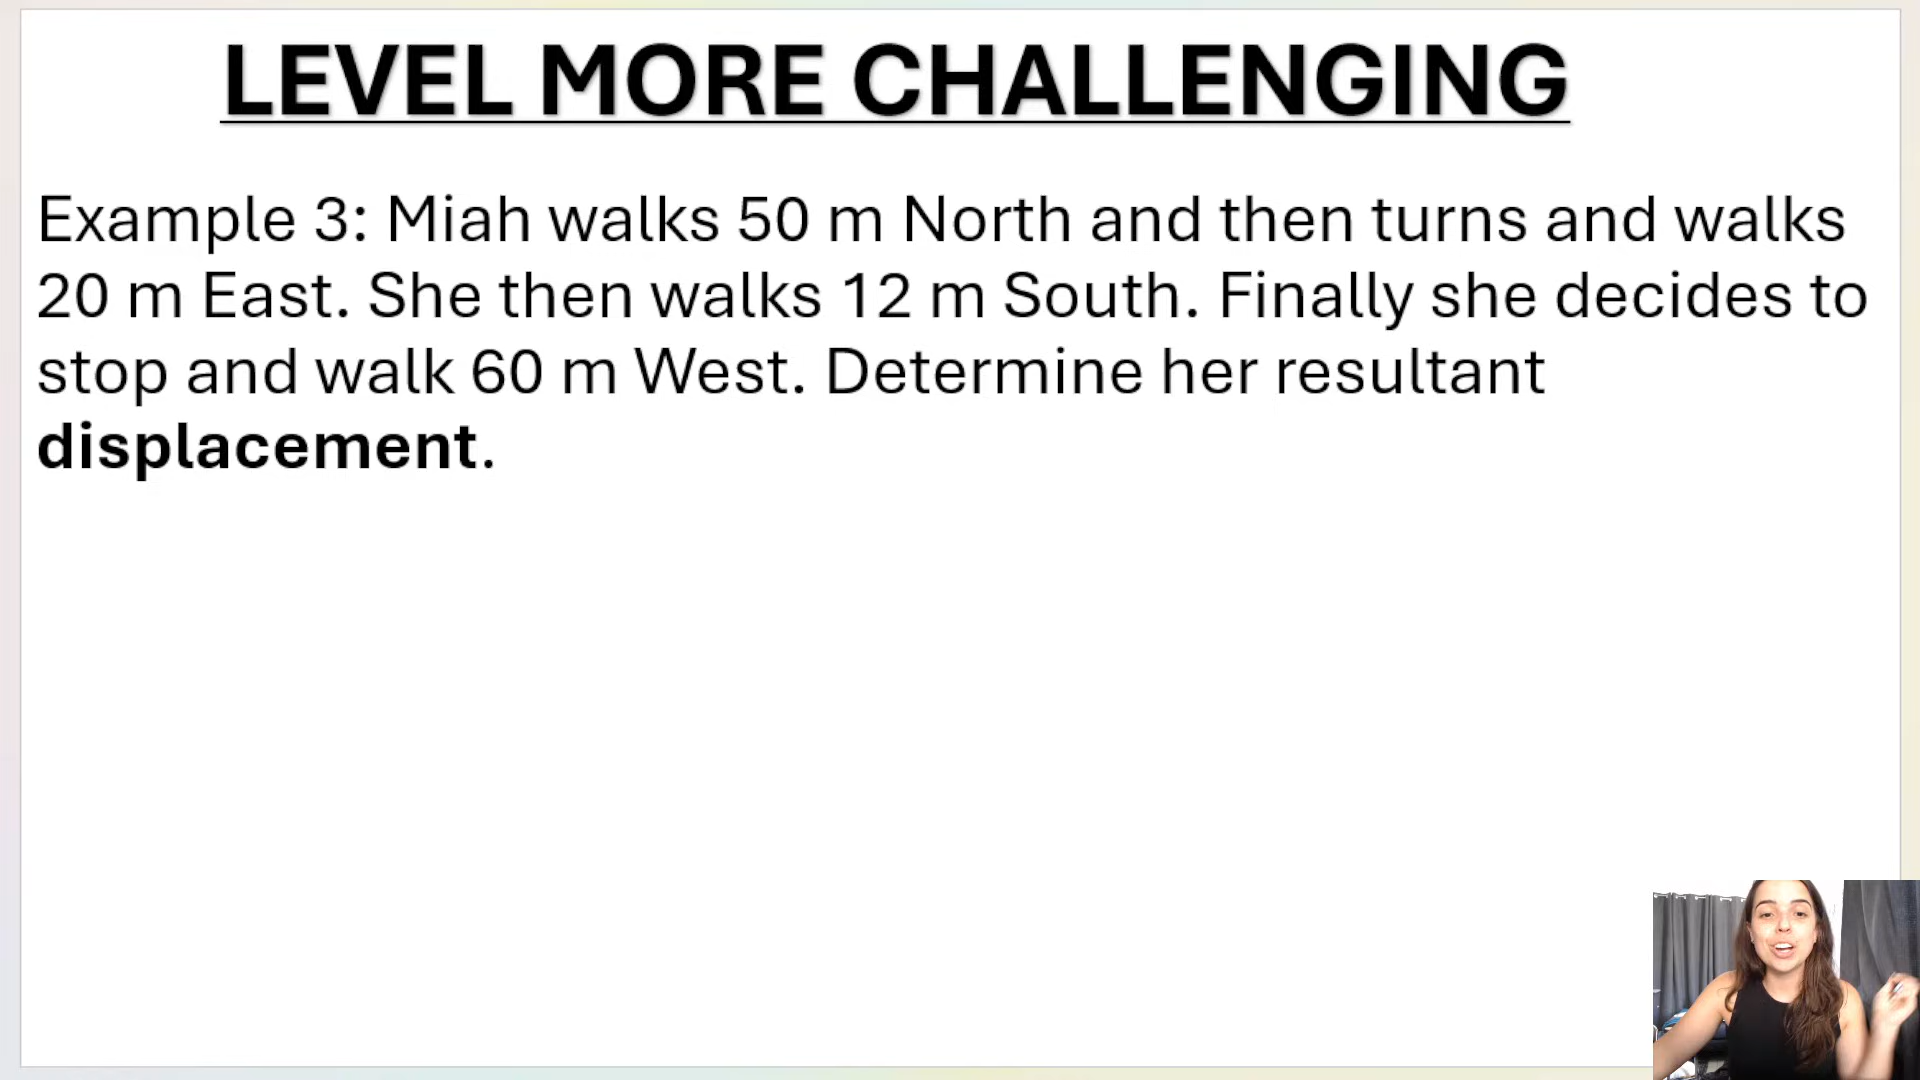 LEVEL MORE CHALLENGING
Example 3: Miah walks 50 m North and then turns and walks
20 m East. She then walks 12 m South. Finally she decides to
stop and walk 60 m West. Determine her resultant
displacement.